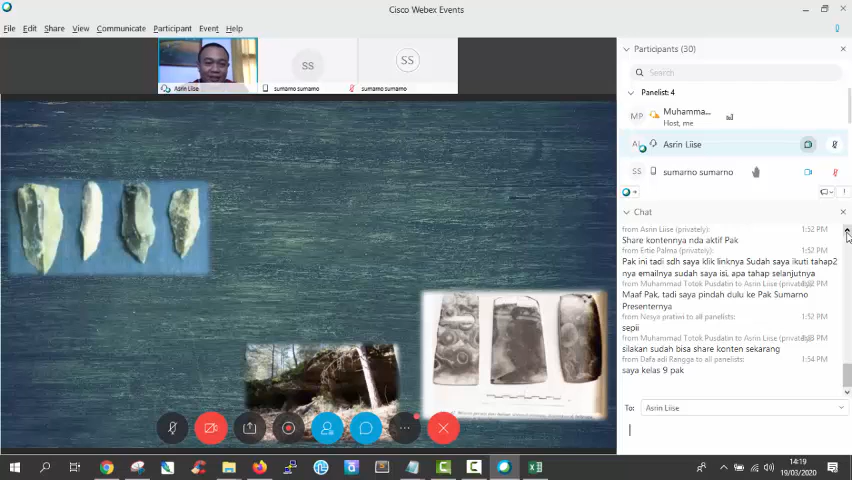 Cisco Webex Events
File Edit Share View Communicate Participant Event Help
Asrin Liise
SS
sumarno sumarno
SS
sumarno sumarno
Participants (30)
Search
Panelist: 4
MP
Muhamma...
Host, me
Asrin Liise
SS
sumarno sumarno
Chat
from Asrin Liise (privately): 1:52 PM
Share kontennya nda aktif Pak
from Ertie Palma (privately): 1:52 PM
Pak ini tadi sdh saya klik linknya Sudah saya ikuti tahap2
nya emailnya sudah saya isi, apa tahap selanjutnya
from Muhammad Totok Pusdatin to Asrin Liise (privately):
Maaf Pak, tadi saya pindah dulu ke Pak Sumarno
Presenternya
from Nesya pratiwi to all panelists: 1:52 PM
sepii
from Muhammad Totok Pusdatin to Asrin Liise
silakan sudah bisa share konten sekarang
from Dafa adi Rangga to all panelists: 1:54 PM
saya kelas 9 pak
To: Asrin Liise
14:19
19/03/2020